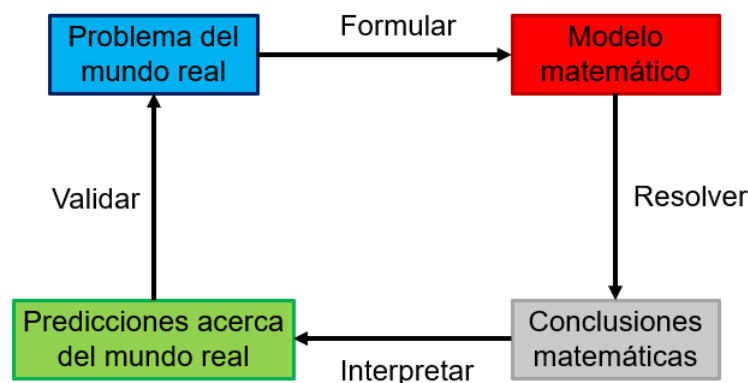 Problema del
mundo real
Formular
Modelo
matemático
Validar
Resolver
Predicciones acerca
del mundo real
Interpretar
Conclusiones
matemáticas